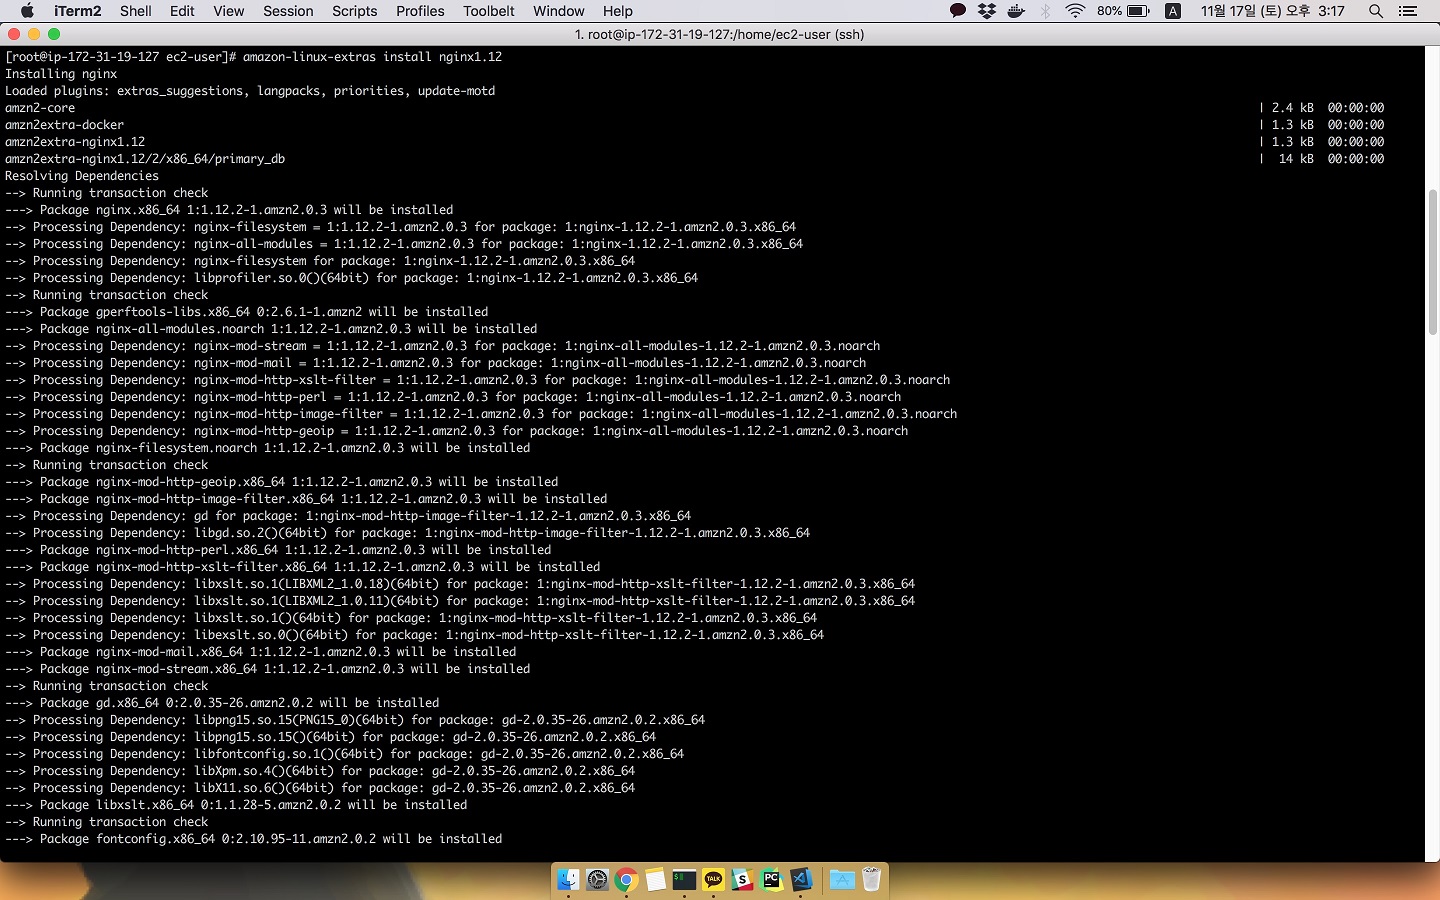 iTerm2 Shell Edit View Session Scripts Profiles Toolbelt Window Help 80% A 11월 17일 (토) 오후 3:17
1. root@ip-172-31-19-127:/home/ec2-user (ssh)
[root@ip-172-31-19-127 ec2-user]# amazon-linux-extras install nginx1.12
Installing nginx
Loaded plugins: extras_suggestions, langpacks, priorities, update-motd
amzn2-core | 2.4 kB 00:00:00
amzn2extra-docker | 1.3 kB 00:00:00
amzn2extra-nginx1.12 | 1.3 kB 00:00:00
amzn2extra-nginx1.12/2/x86_64/primary_db | 14 kB 00:00:00
Resolving Dependencies
--> Running transaction check
---> Package nginx.x86_64 1:1.12.2-1.amzn2.0.3 will be installed
--> Processing Dependency: nginx-filesystem = 1:1.12.2-1.amzn2.0.3 for package: 1:nginx-1.12.2-1.amzn2.0.3.x86_64
--> Processing Dependency: nginx-all-modules = 1:1.12.2-1.amzn2.0.3 for package: 1:nginx-1.12.2-1.amzn2.0.3.x86_64
--> Processing Dependency: nginx-filesystem for package: 1:nginx-1.12.2-1.amzn2.0.3.x86_64
--> Processing Dependency: libprofiler.so.0()(64bit) for package: 1:nginx-1.12.2-1.amzn2.0.3.x86_64
--> Running transaction check
---> Package gperftools-libs.x86_64 0:2.6.1-1.amzn2 will be installed
---> Package nginx-all-modules.noarch 1:1.12.2-1.amzn2.0.3 will be installed
--> Processing Dependency: nginx-mod-stream = 1:1.12.2-1.amzn2.0.3 for package: 1:nginx-all-modules-1.12.2-1.amzn2.0.3.noarch
--> Processing Dependency: nginx-mod-mail = 1:1.12.2-1.amzn2.0.3 for package: 1:nginx-all-modules-1.12.2-1.amzn2.0.3.noarch
--> Processing Dependency: nginx-mod-http-xslt-filter = 1:1.12.2-1.amzn2.0.3 for package: 1:nginx-all-modules-1.12.2-1.amzn2.0.3.noarch
--> Processing Dependency: nginx-mod-http-perl = 1:1.12.2-1.amzn2.0.3 for package: 1:nginx-all-modules-1.12.2-1.amzn2.0.3.noarch
--> Processing Dependency: nginx-mod-http-image-filter = 1:1.12.2-1.amzn2.0.3 for package: 1:nginx-all-modules-1.12.2-1.amzn2.0.3.noarch
--> Processing Dependency: nginx-mod-http-geoip = 1:1.12.2-1.amzn2.0.3 for package: 1:nginx-all-modules-1.12.2-1.amzn2.0.3.noarch
---> Package nginx-filesystem.noarch 1:1.12.2-1.amzn2.0.3 will be installed
--> Running transaction check
---> Package nginx-mod-http-geoip.x86_64 1:1.12.2-1.amzn2.0.3 will be installed
---> Package nginx-mod-http-image-filter.x86_64 1:1.12.2-1.amzn2.0.3 will be installed
--> Processing Dependency: gd for package: 1:nginx-mod-http-image-filter-1.12.2-1.amzn2.0.3.x86_64
--> Processing Dependency: libgd.so.2()(64bit) for package: 1:nginx-mod-http-image-filter-1.12.2-1.amzn2.0.3.x86_64
---> Package nginx-mod-http-perl.x86_64 1:1.12.2-1.amzn2.0.3 will be installed
---> Package nginx-mod-http-xslt-filter.x86_64 1:1.12.2-1.amzn2.0.3 will be installed
--> Processing Dependency: libxslt.so.1(LIBXML2_1.0.18)(64bit) for package: 1:nginx-mod-http-xslt-filter-1.12.2-1.amzn2.0.3.x86_64
--> Processing Dependency: libxslt.so.1(LIBXML2_1.0.11)(64bit) for package: 1:nginx-mod-http-xslt-filter-1.12.2-1.amzn2.0.3.x86_64
--> Processing Dependency: libxslt.so.1()(64bit) for package: 1:nginx-mod-http-xslt-filter-1.12.2-1.amzn2.0.3.x86_64
--> Processing Dependency: libexslt.so.0()(64bit) for package: 1:nginx-mod-http-xslt-filter-1.12.2-1.amzn2.0.3.x86_64
---> Package nginx-mod-mail.x86_64 1:1.12.2-1.amzn2.0.3 will be installed
---> Package nginx-mod-stream.x86_64 1:1.12.2-1.amzn2.0.3 will be installed
--> Running transaction check
---> Package gd.x86_64 0:2.0.35-26.amzn2.0.2 will be installed
--> Processing Dependency: libpng15.so.15(PNG15_0)(64bit) for package: gd-2.0.35-26.amzn2.0.2.x86_64
--> Processing Dependency: libpng15.so.15()(64bit) for package: gd-2.0.35-26.amzn2.0.2.x86_64
--> Processing Dependency: libfontconfig.so.1()(64bit) for package: gd-2.0.35-26.amzn2.0.2.x86_64
--> Processing Dependency: libXpm.so.4()(64bit) for package: gd-2.0.35-26.amzn2.0.2.x86_64
--> Processing Dependency: libX11.so.6()(64bit) for package: gd-2.0.35-26.amzn2.0.2.x86_64
---> Package libxslt.x86_64 0:1.1.28-5.amzn2.0.2 will be installed
--> Running transaction check
---> Package fontconfig.x86_64 0:2.10.95-11.amzn2.0.2 will be installed
$
TALK
S
PC